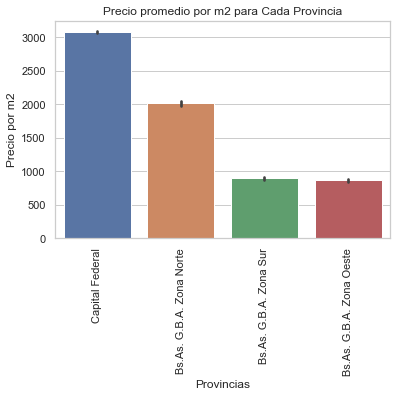 Precio promedio por m2 para Cada Provincia
Precio por m2
3000
2500
2000
1500
1000
500
0
Capital Federal
Bs.As. G.B.A. Zona Norte
Bs.As. G.B.A. Zona Sur
Bs.As. G.B.A. Zona Oeste
Provincias